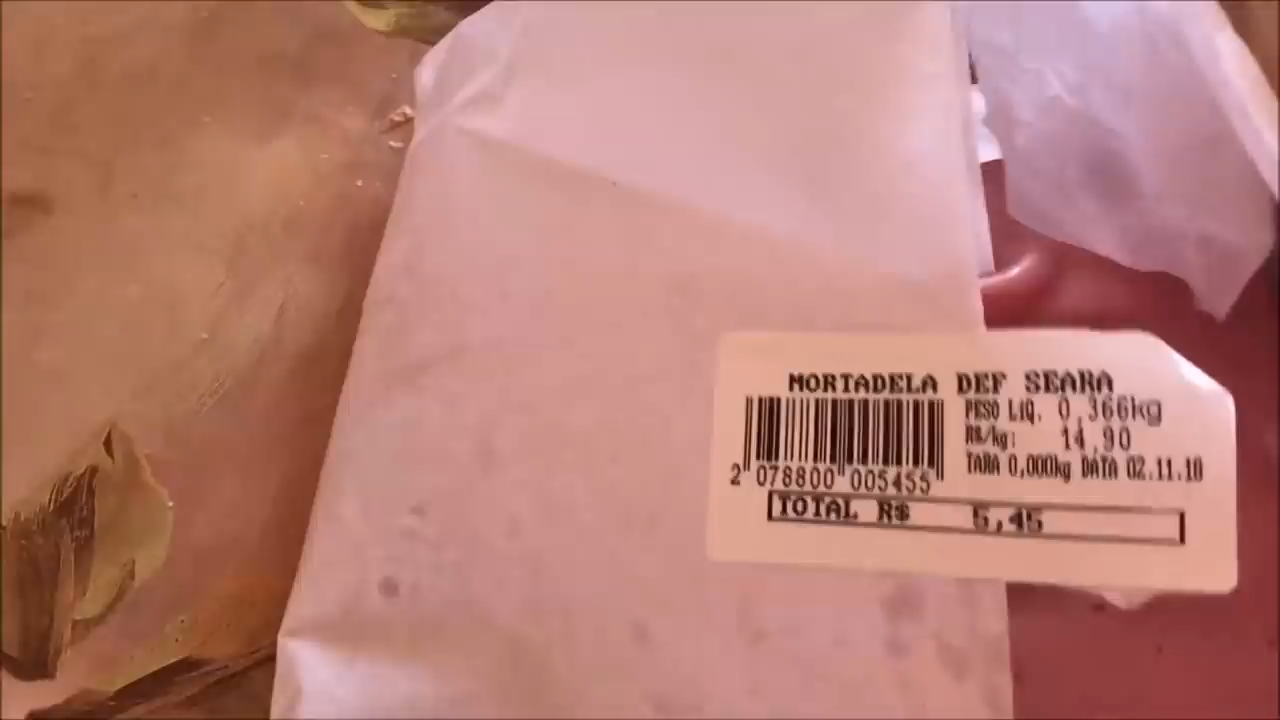 MORTADELA DEF SEARA
PESO LIQ. 0,366kg
R$/kg: 14,90
TARA 0,000kg DATA 02.11.18
2 078800 005455
TOTAL R$ 5,45